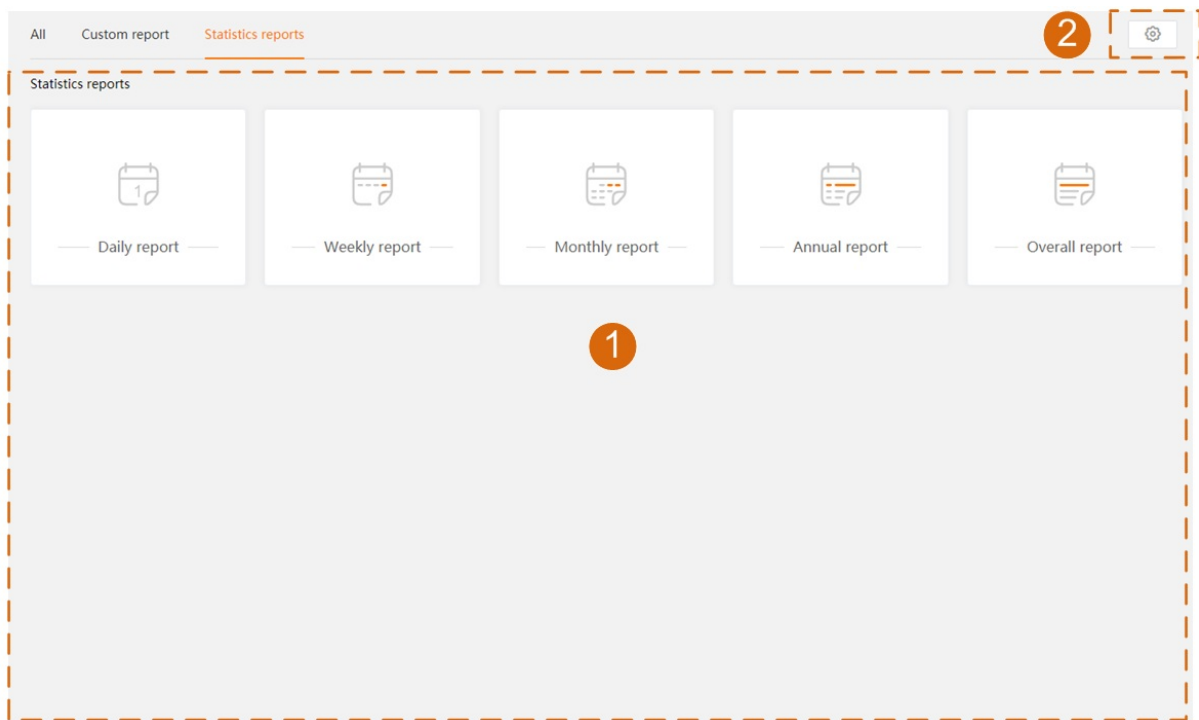 All Custom report Statistics reports 2
Statistics reports
1
Daily report Weekly report Monthly report Annual report Overall report
1